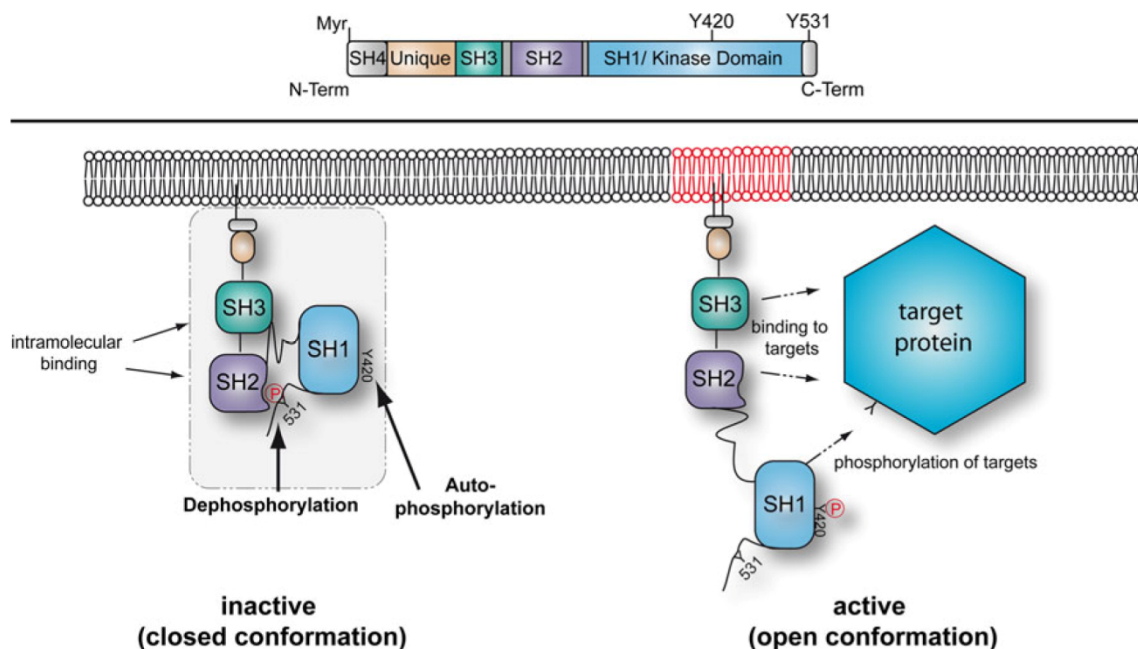 Myr
Y420
Y531
SH4
Unique
SH3
SH2
SH1/ Kinase Domain
N-Term
C-Term
intramolecular
binding
SH3
SH2
SH1
Y420
P
Y
531
Dephosphorylation
Auto-
phosphorylation
inactive
(closed conformation)
SH3
SH2
binding to
targets
target
protein
Y
phosphorylation of targets
SH1
Y420
P
Y
531
active
(open conformation)